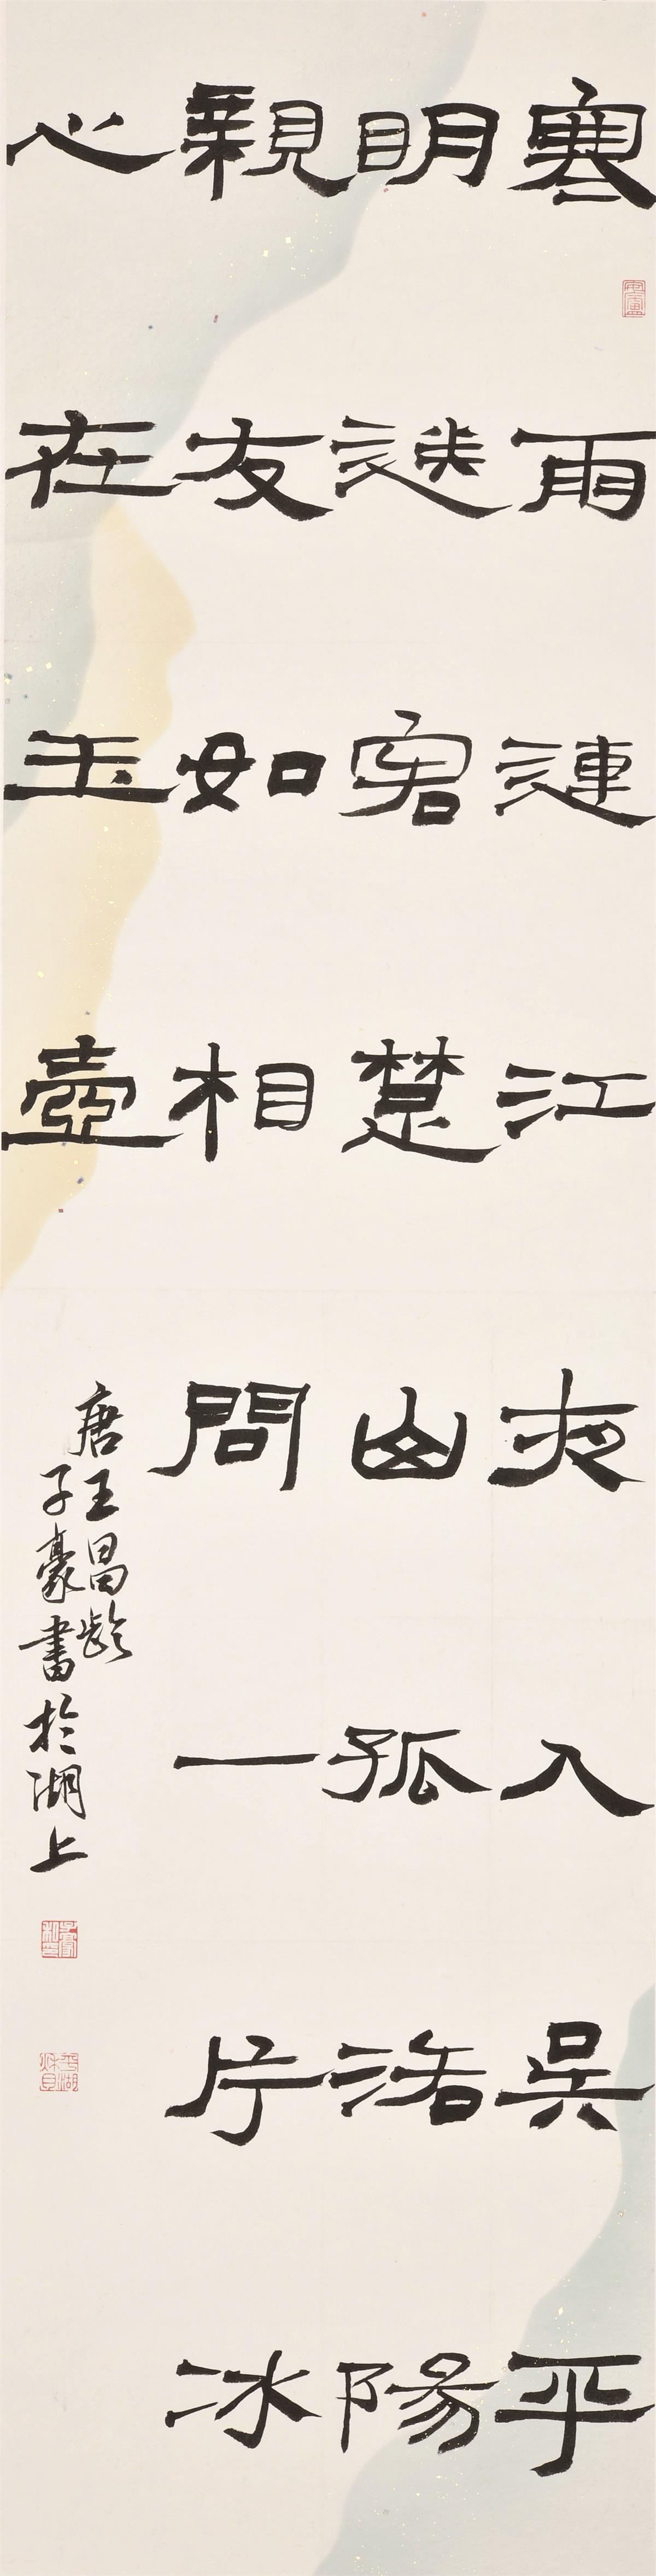 寒雨連江夜入吳平
明送客楚山孤洛陽
親友如相問一片冰
心在玉壺
唐王昌齡
子豪書於湖上